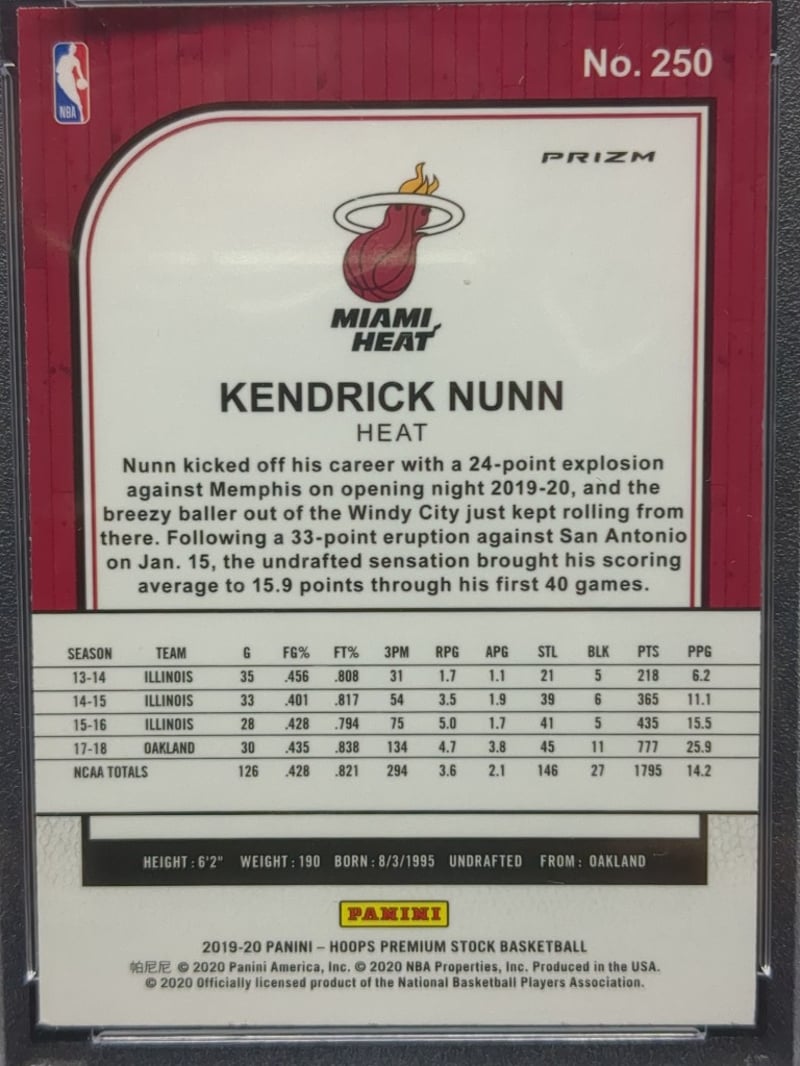 No. 250
NBA
PRIZM
MIAMI
HEAT
KENDRICK NUNN
HEAT
Nunn kicked off his career with a 24-point explosion
against Memphis on opening night 2019-20, and the
breezy baller out of the Windy City just kept rolling from
there. Following a 33-point eruption against San Antonio
on Jan. 15, the undrafted sensation brought his scoring
average to 15.9 points through his first 40 games.
SEASON TEAM G FG% FT% 3PM RPG APG STL BLK PTS PPG
13-14 ILLINOIS 35 .456 .808 31 1.7 1.1 21 5 218 6.2
14-15 ILLINOIS 33 .401 .817 54 3.5 1.9 39 6 365 11.1
15-16 ILLINOIS 28 .428 .794 75 5.0 1.7 41 5 435 15.5
17-18 OAKLAND 30 .435 .838 134 4.7 3.8 45 11 777 25.9
NCAA TOTALS 126 .428 .821 294 3.6 2.1 146 27 1795 14.2
HEIGHT: 6'2" WEIGHT: 190 BORN: 8/3/1995 UNDRAFTED FROM: OAKLAND
PANINI
2019-20 PANINI – HOOPS PREMIUM STOCK BASKETBALL
帕尼尼 © 2020 Panini America, Inc. © 2020 NBA Properties, Inc. Produced in the USA.
© 2020 Officially licensed product of the National Basketball Players Association.